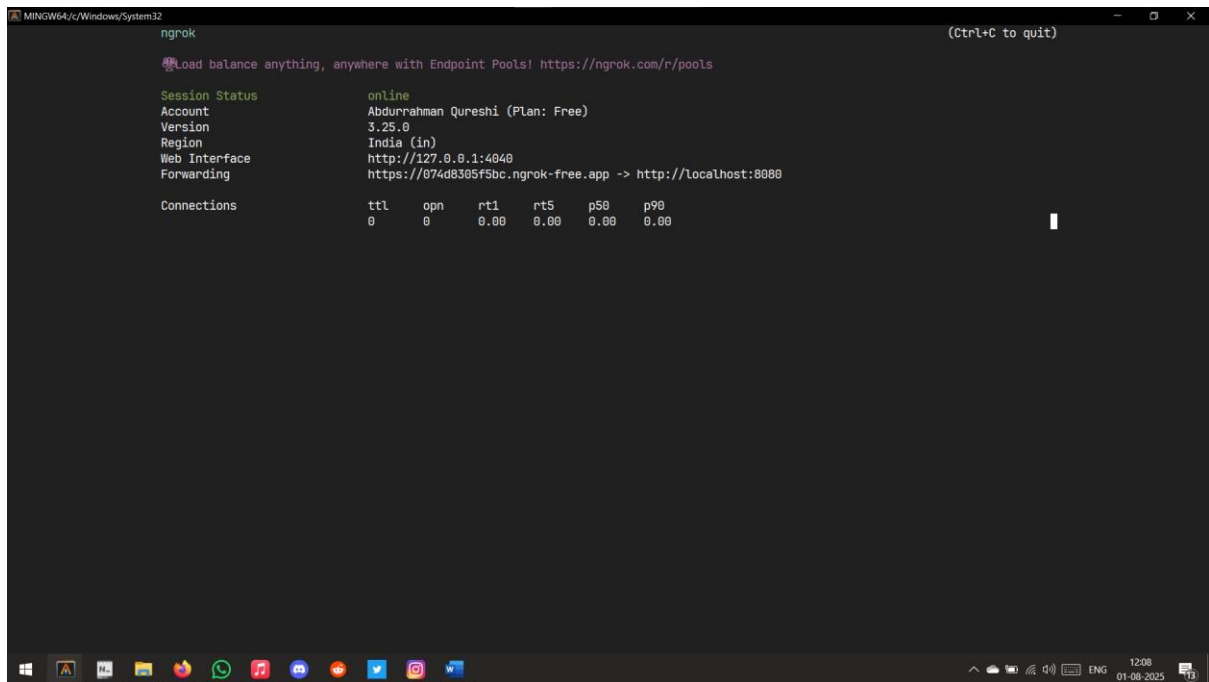 MINGW64:/c/Windows/System32
ngrok (Ctrl+C to quit)
Load balance anything, anywhere with Endpoint Pools! https://ngrok.com/r/pools
Session Status online
Account Abdurrahman Qureshi (Plan: Free)
Version 3.25.0
Region India (in)
Web Interface http://127.0.0.1:4040
Forwarding https://074d8305f5bc.ngrok-free.app -> http://localhost:8080
Connections ttl opn rt1 rt5 p50 p90
0 0 0.00 0.00 0.00 0.00
ENG 12:08
01-08-2025 13